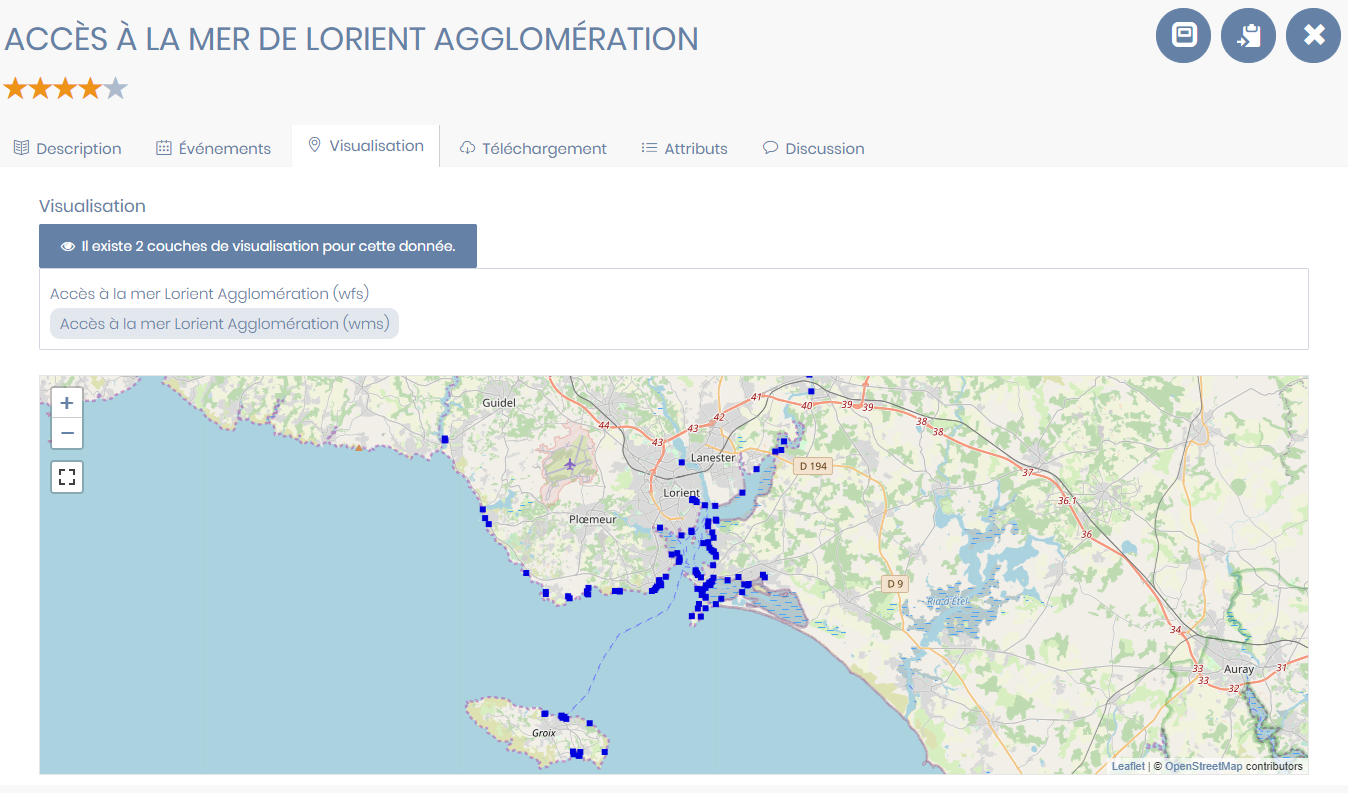 ACCÈS À LA MER DE LORIENT AGGLOMÉRATION
Description
Événements
Visualisation
Téléchargement
Attributs
Discussion
Visualisation
Il existe 2 couches de visualisation pour cette donnée.
Accès à la mer Lorient Agglomération (wfs)
Accès à la mer Lorient Agglomération (wms)
+
−
Guidel
44
43
43
42
41
40
39
39
38
38
Lanester
D 194
37
Lorient
36.1
Plœmeur
36
D 9
Ria d'Etel
34
33
33
32
Auray
31
Groix
Leaflet | © OpenStreetMap contributors